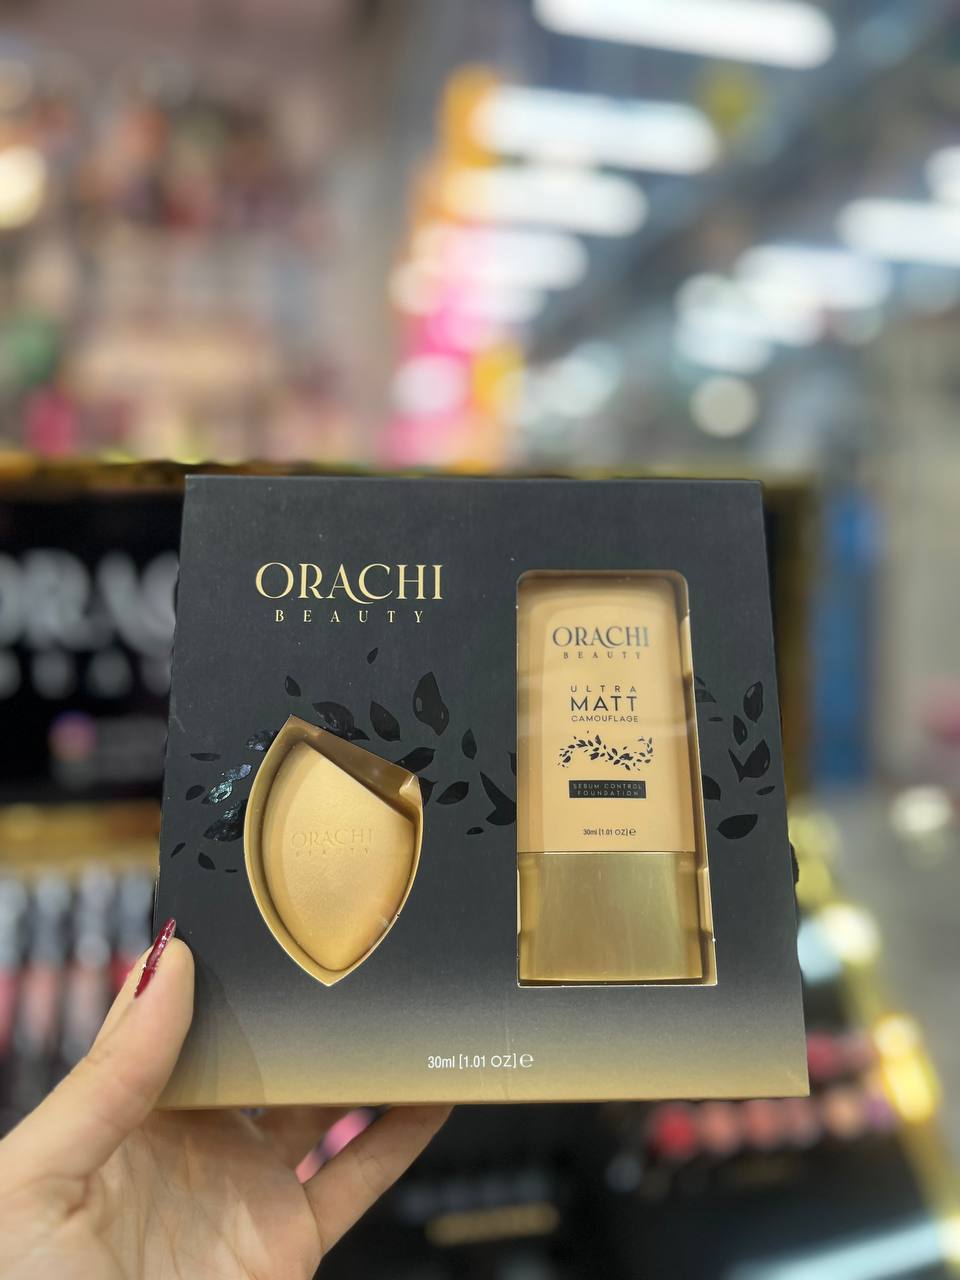 ORACHI
BEAUTY
ORACHI
BEAUTY
ULTRA
MATT
CAMOUFLAGE
SEBUM CONTROL
FOUNDATION
30ml [1.01 OZ] ℮
ORACHI
BEAUTY
30ml [1.01 OZ] ℮